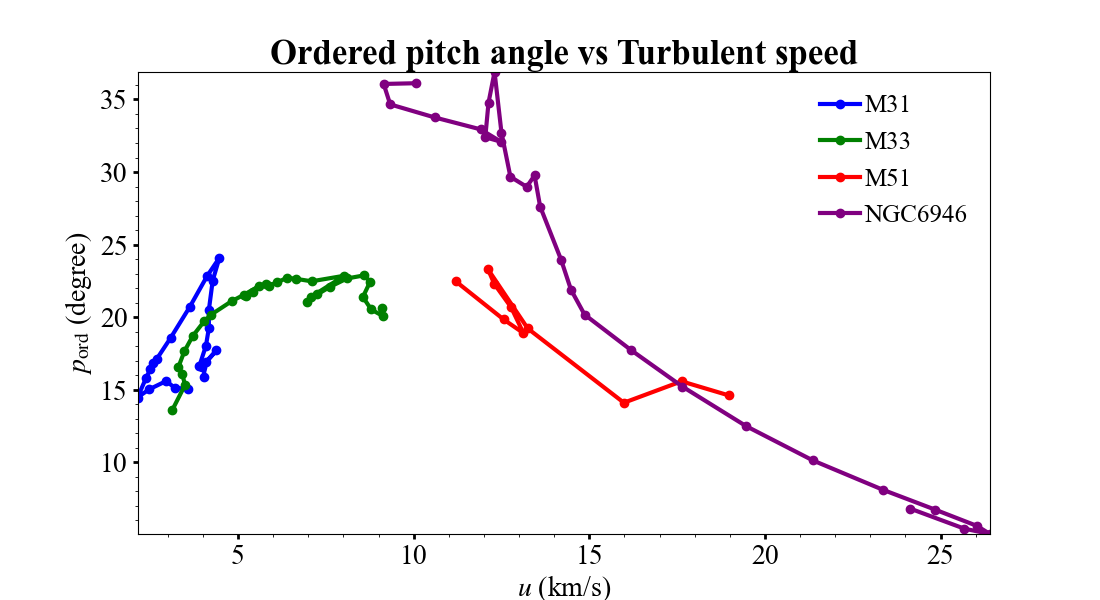 Ordered pitch angle vs Turbulent speed
p_ord (degree)
35
30
25
20
15
10
M31
M33
M51
NGC6946
5
10
15
20
25
u (km/s)